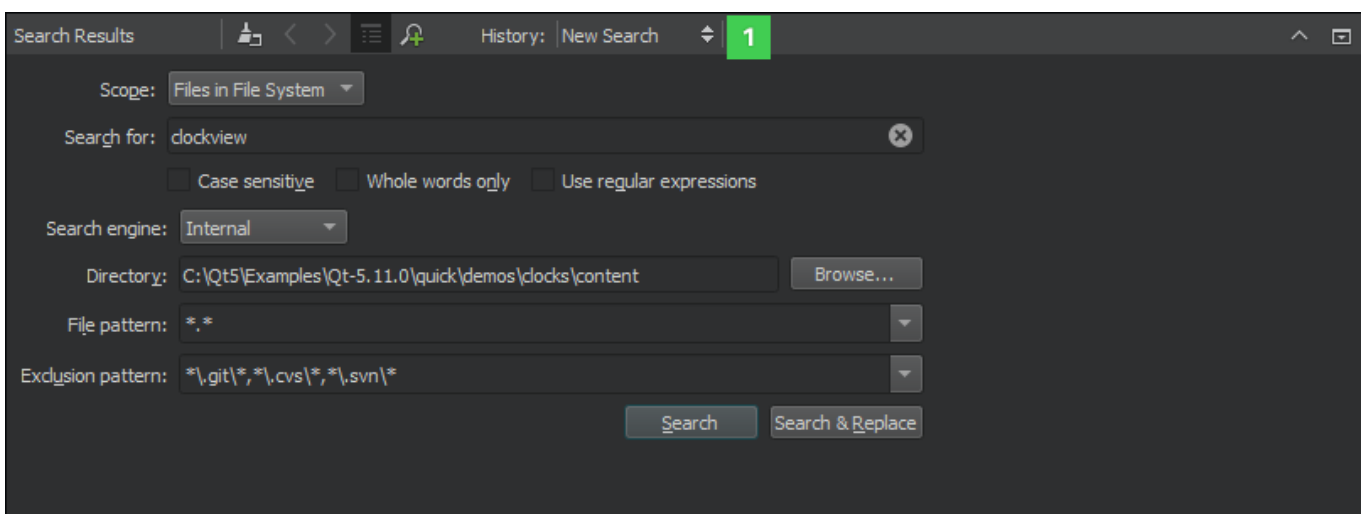 Search Results History: New Search 1
Scope: Files in File System
Search for: clockview
Case sensitive Whole words only Use regular expressions
Search engine: Internal
Directory: C:\Qt5\Examples\Qt-5.11.0\quick\demos\clocks\content Browse...
File pattern: *.*
Exclusion pattern: *\.git\*,*\.cvs\*,*\.svn\*
Search Search & Replace